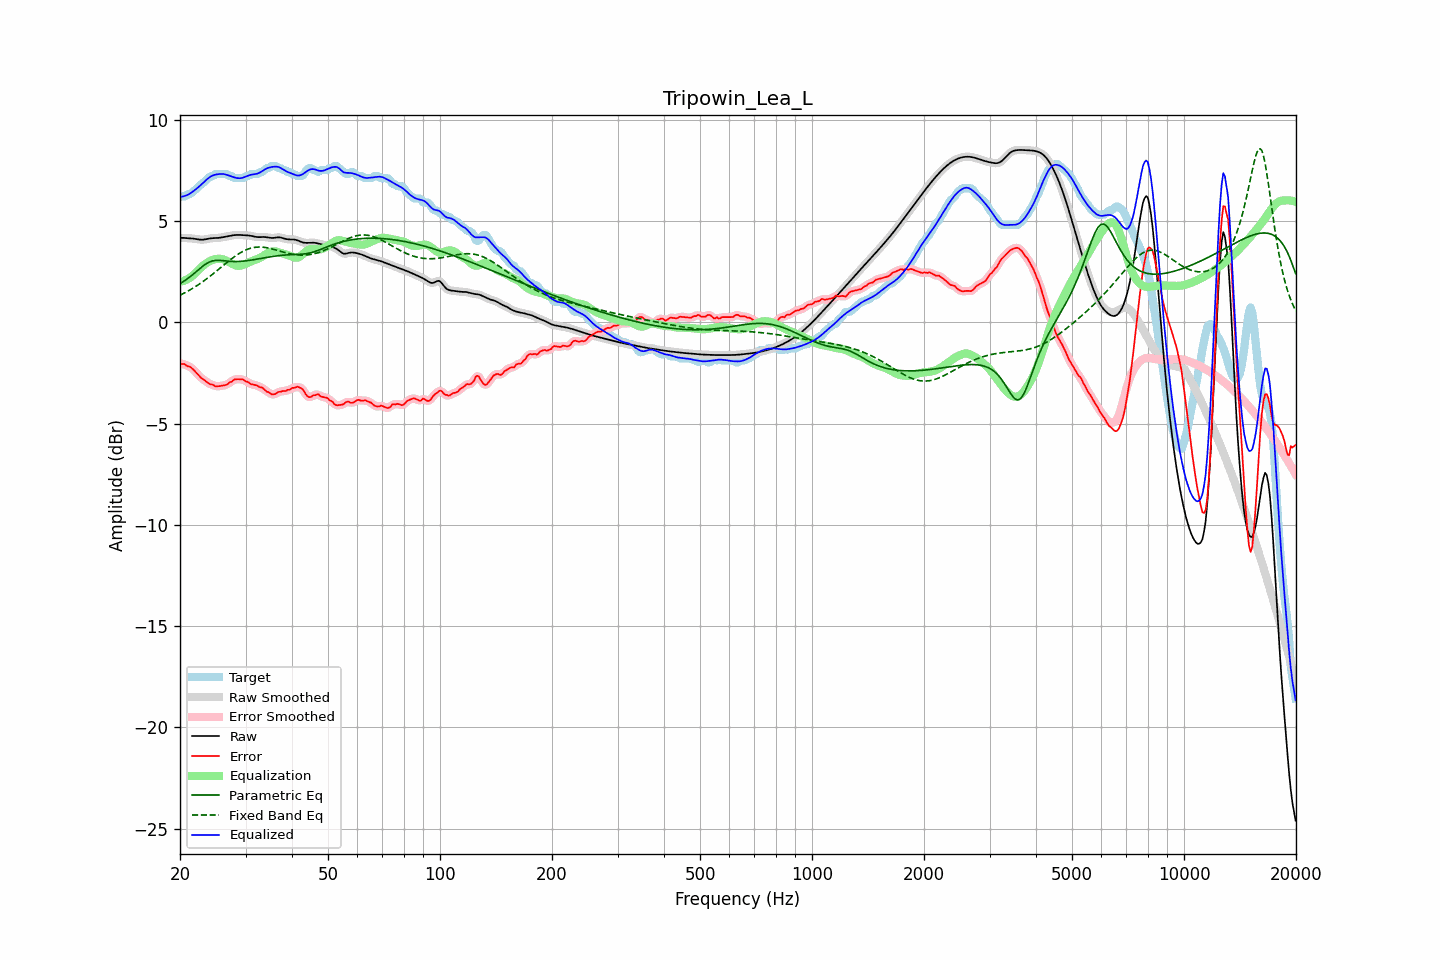 Tripowin_Lea_L
10
5
0
−5
−10
−15
−20
−25
Amplitude (dBr)
Target
Raw Smoothed
Error Smoothed
Raw
Error
Equalization
Parametric Eq
Fixed Band Eq
Equalized
20 50 100 200 500 1000 2000 5000 10000 20000
Frequency (Hz)